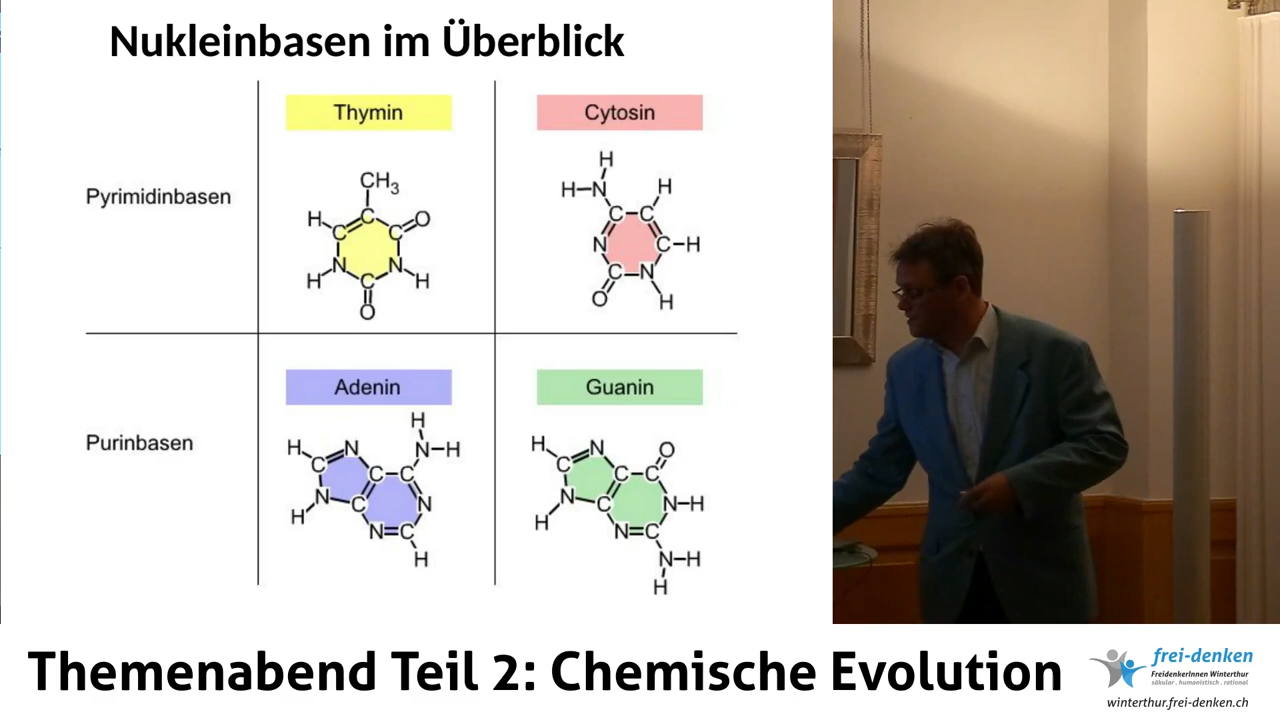 Nukleinbasen im Überblick
Thymin
Cytosin
Pyrimidinbasen
CH3
H
C
C
C
O
H
N
N
H
C
O
H
H–N
H
C
C
N
C–H
C
N
O
H
Adenin
Guanin
Purinbasen
H
H
N
N–H
C
C
C
N
C
N
H
N
C
H
H
N
O
C
C
C
N
C
N–H
H
N
C
N–H
H
Themenabend Teil 2: Chemische Evolution
frei-denken
FreidenkerInnen Winterthur
säkular . humanistisch . rational
winterthur.frei-denken.ch